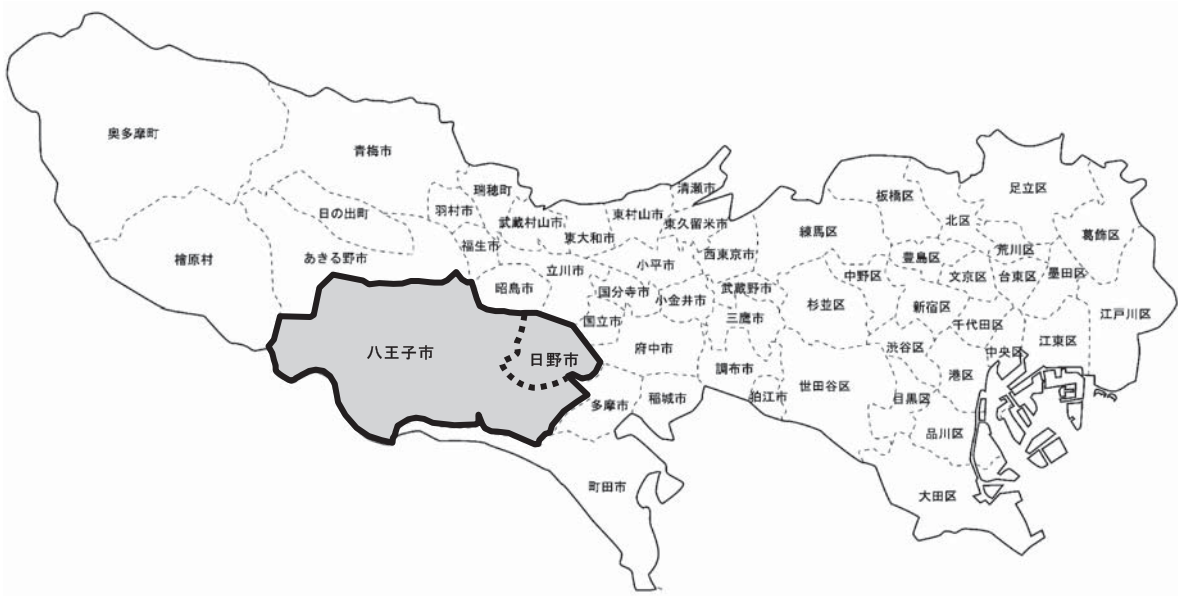 奥多摩町
青梅市
瑞穂町
清瀬市
板橋区
足立区
日の出町
羽村市
武蔵村山市
東村山市
東久留米市
練馬区
北区
葛飾区
檜原村
あきる野市
福生市
東大和市
小平市
西東京市
豊島区
荒川区
昭島市
立川市
国分寺市
小金井市
武蔵野市
中野区
文京区
台東区
墨田区
国立市
三鷹市
杉並区
新宿区
千代田区
江戸川区
八王子市
日野市
府中市
調布市
渋谷区
中央区
江東区
多摩市
稲城市
狛江市
世田谷区
目黒区
港区
品川区
町田市
大田区